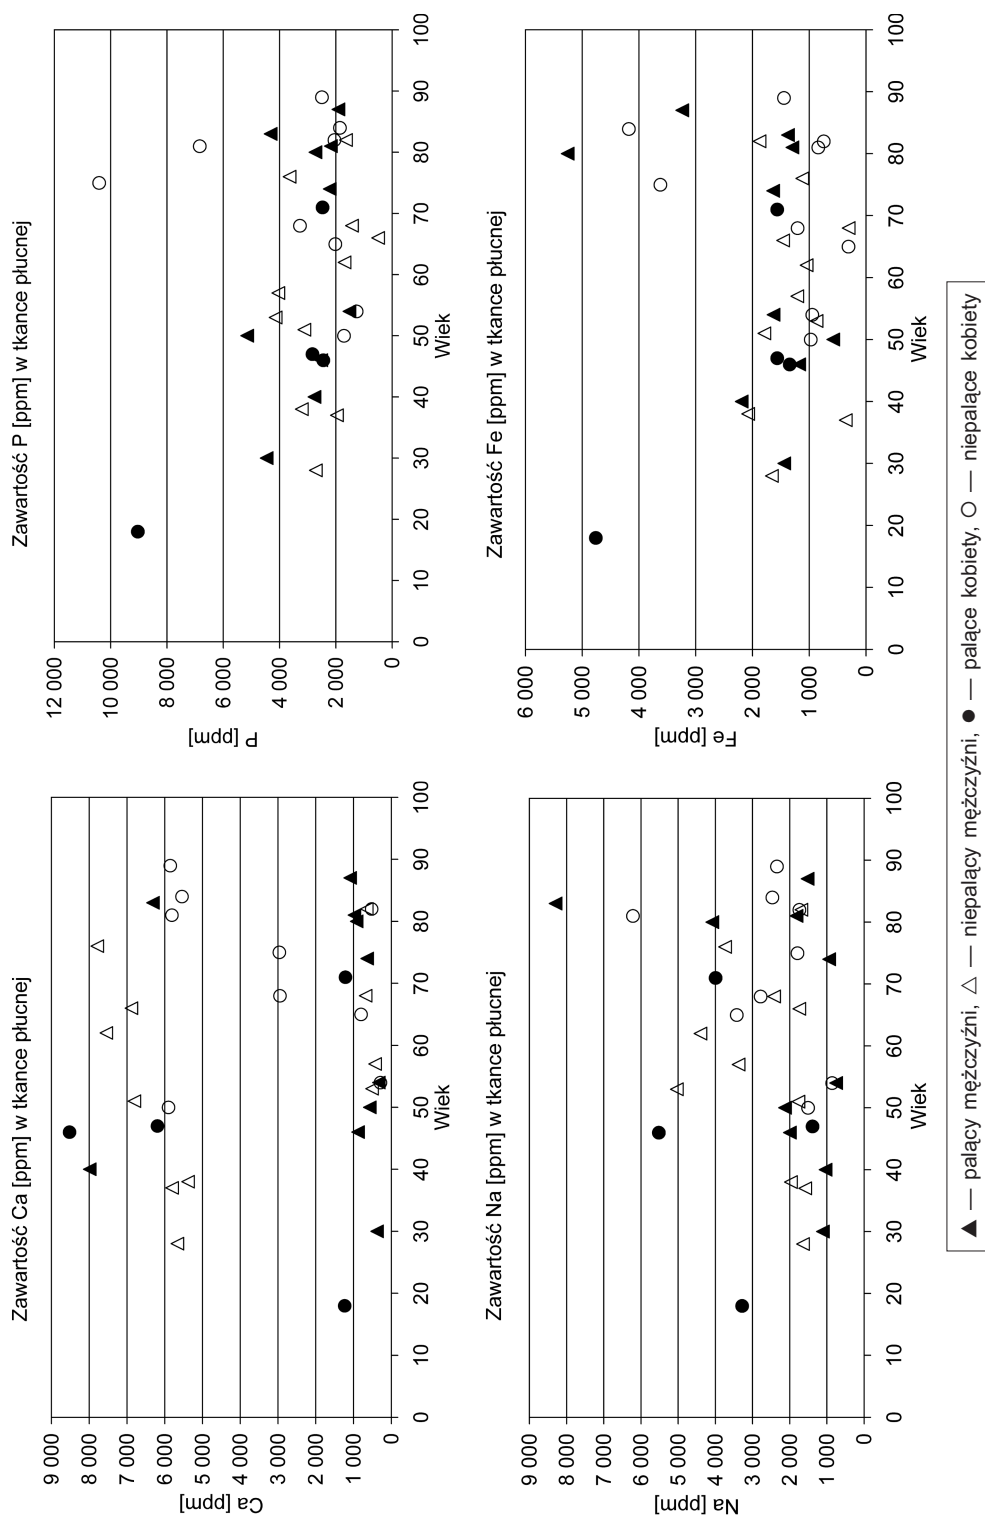 Zawartość Ca [ppm] w tkance płucnej
Ca [ppm]
9 000
8 000
7 000
6 000
5 000
4 000
3 000
2 000
1 000
0
0 10 20 30 40 50 60 70 80 90 100
Wiek
Zawartość P [ppm] w tkance płucnej
P [ppm]
12 000
10 000
8 000
6 000
4 000
2 000
0
0 10 20 30 40 50 60 70 80 90 100
Wiek
Zawartość Na [ppm] w tkance płucnej
Na [ppm]
9 000
8 000
7 000
6 000
5 000
4 000
3 000
2 000
1 000
0
0 10 20 30 40 50 60 70 80 90 100
Wiek
Zawartość Fe [ppm] w tkance płucnej
Fe [ppm]
6 000
5 000
4 000
3 000
2 000
1 000
0
0 10 20 30 40 50 60 70 80 90 100
Wiek
▲ — palący mężczyźni, △ — niepalący mężczyźni, ● — palące kobiety, ○ — niepalące kobiety